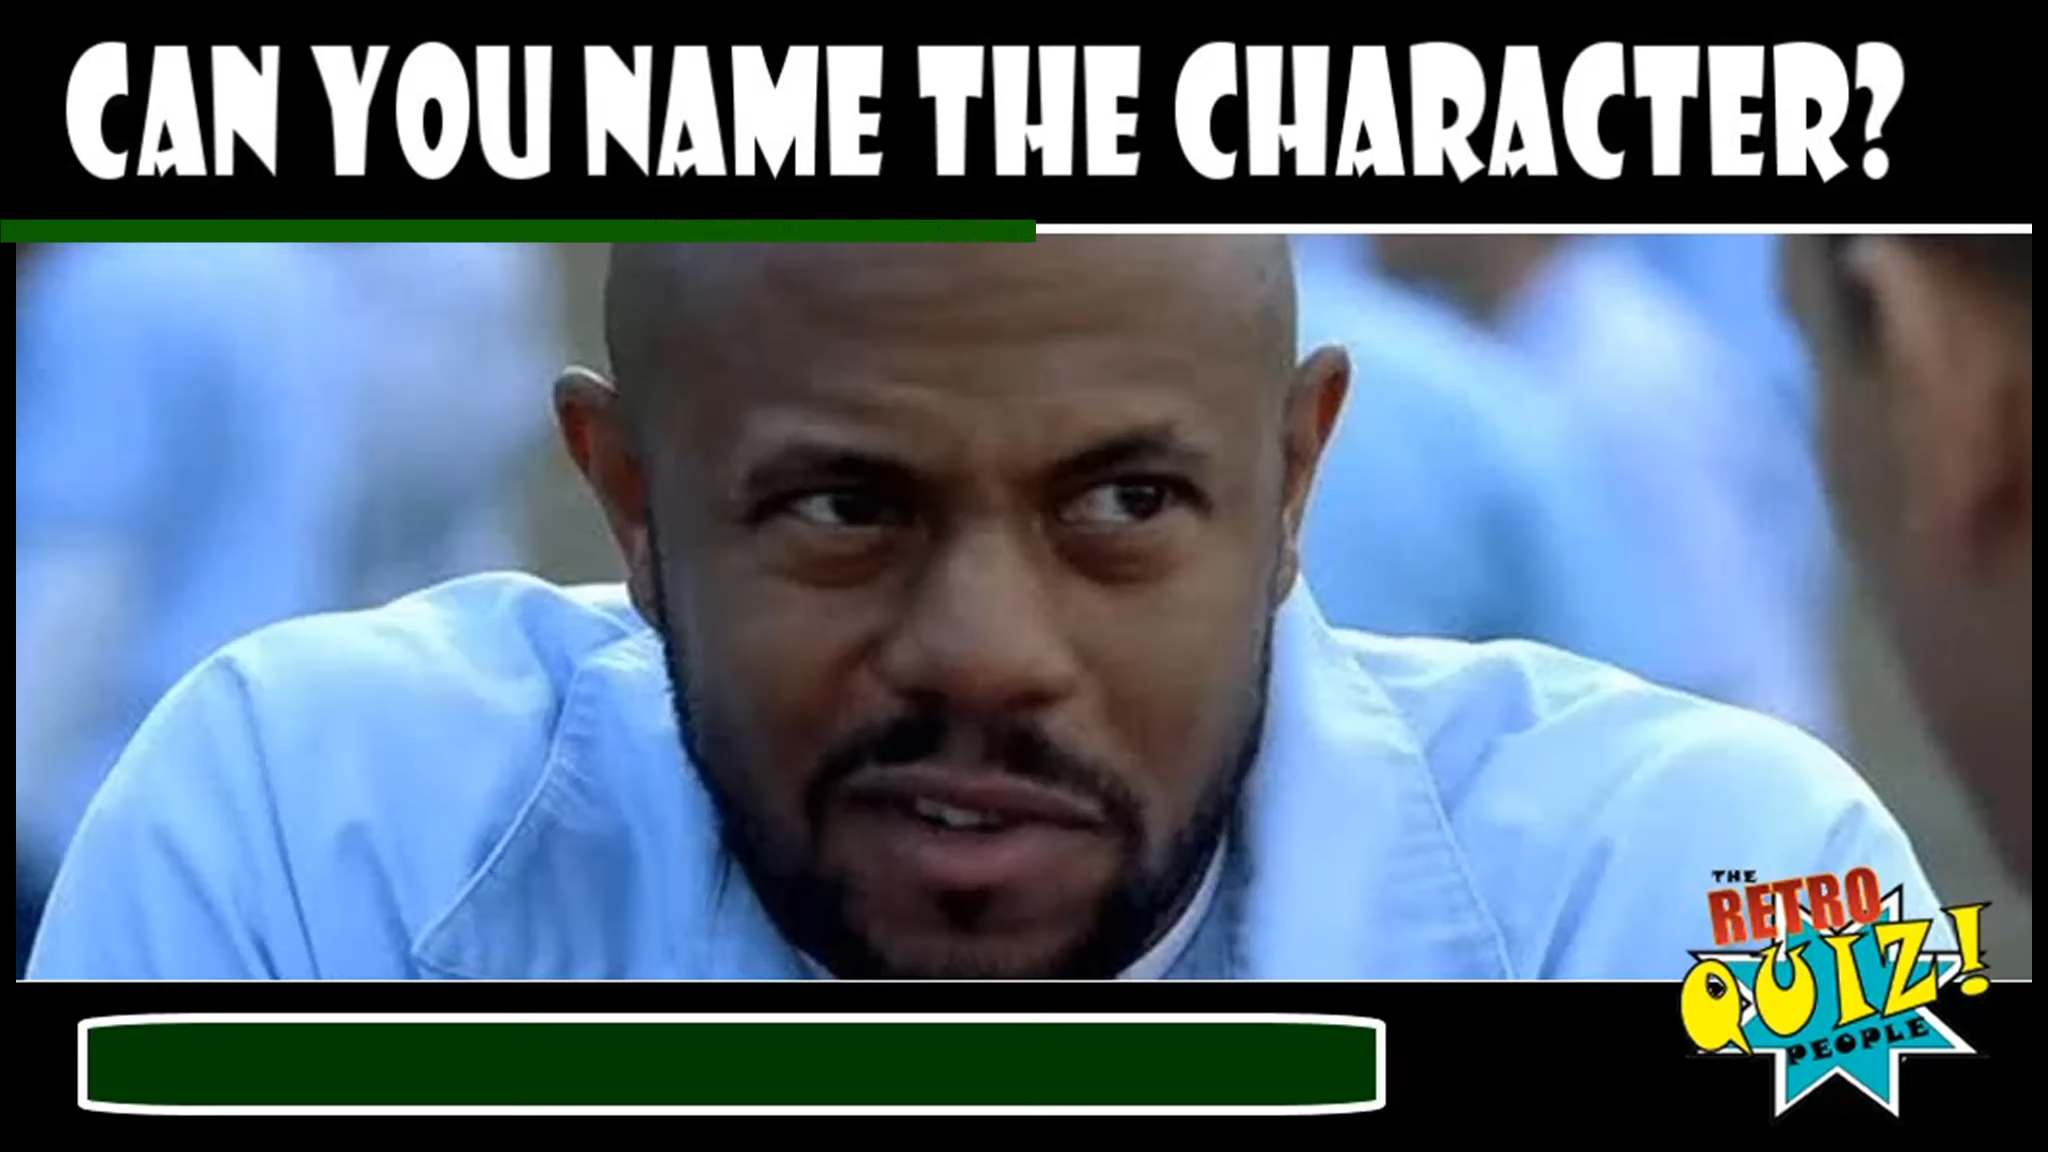 CAN YOU NAME THE CHARACTER?
THE
RETRO
QUIZ!
PEOPLE